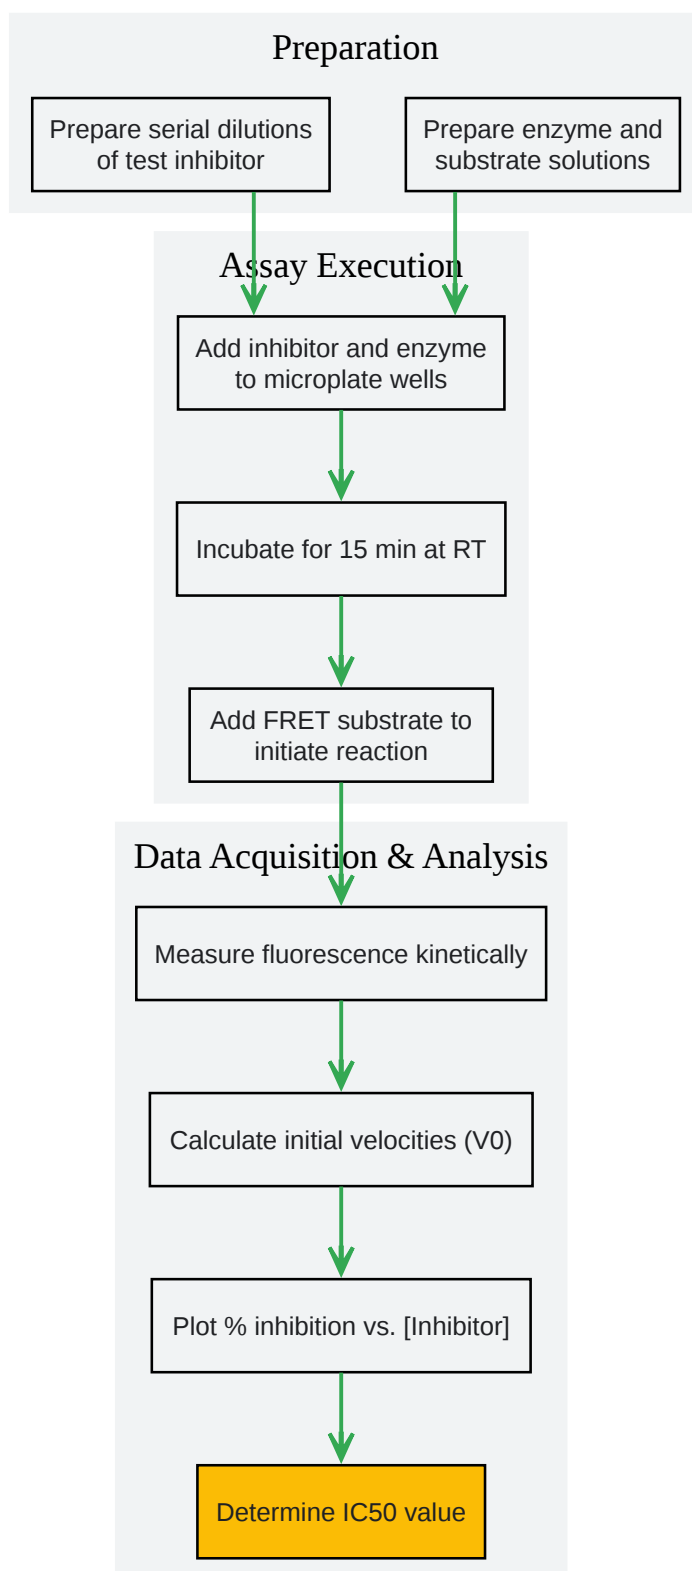 Preparation
Prepare serial dilutions
of test inhibitor
Prepare enzyme and
substrate solutions
Assay Execution
Add inhibitor and enzyme
to microplate wells
Incubate for 15 min at RT
Add FRET substrate to
initiate reaction
Data Acquisition & Analysis
Measure fluorescence kinetically
Calculate initial velocities (V0)
Plot % inhibition vs. [Inhibitor]
Determine IC50 value